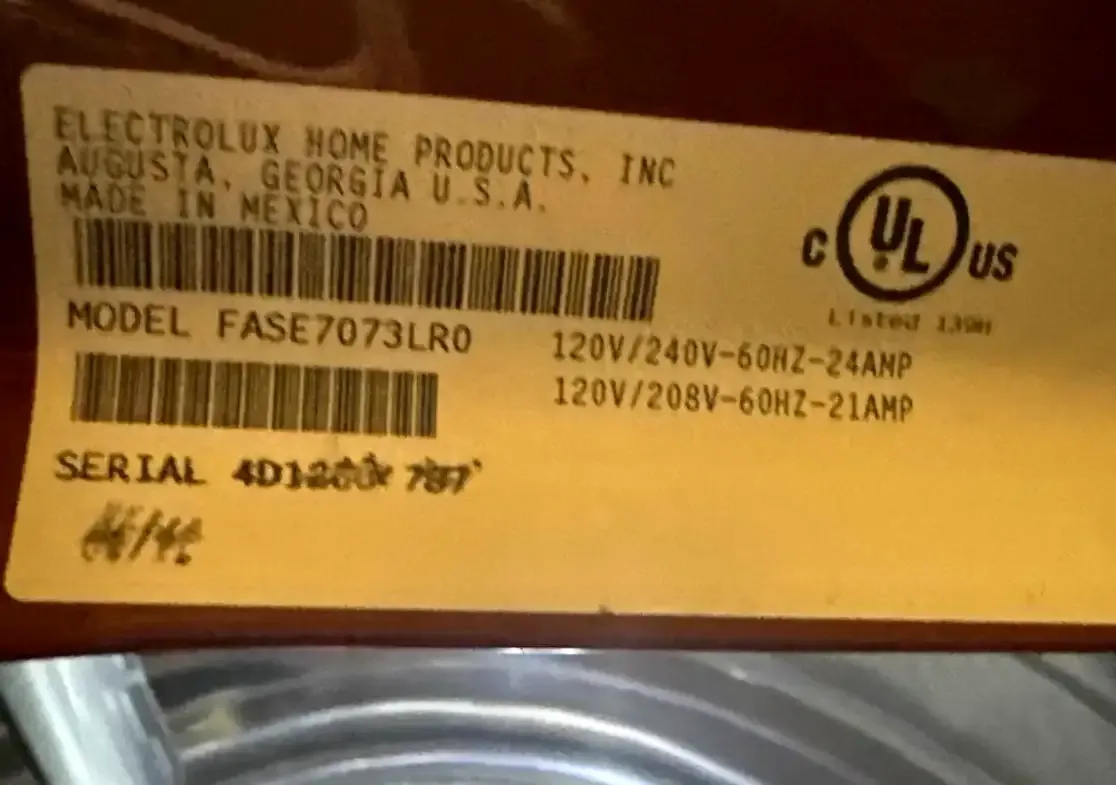 ELECTROLUX HOME PRODUCTS, INC
AUGUSTA, GEORGIA U.S.A.
MADE IN MEXICO
C UL US
Listed
MODEL FASE7073LR0
120V/240V-60HZ-24AMP
120V/208V-60HZ-21AMP
SERIAL